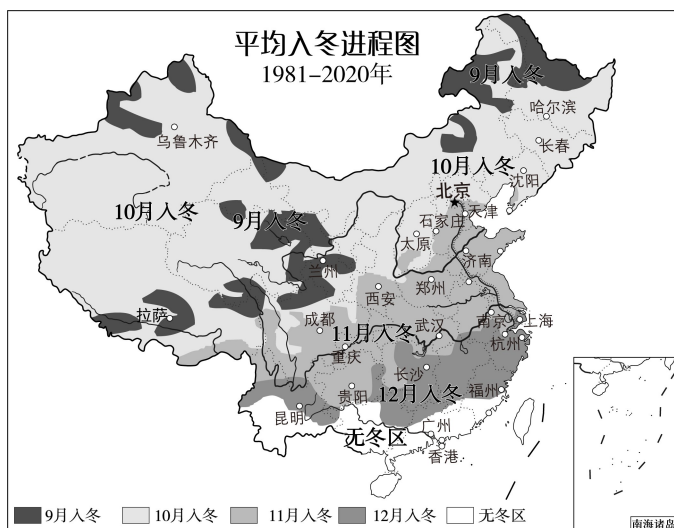 平均入冬进程图
1981-2020年
9月入冬
哈尔滨
乌鲁木齐
长春
10月入冬
沈阳
北京
10月入冬
9月入冬
天津
石家庄
太原
济南
兰州
西安
郑州
拉萨
成都
11月入冬
武汉
南京
上海
重庆
杭州
长沙
12月入冬
贵阳
福州
昆明
无冬区
广州
香港
南海诸岛
9月入冬
10月入冬
11月入冬
12月入冬
无冬区